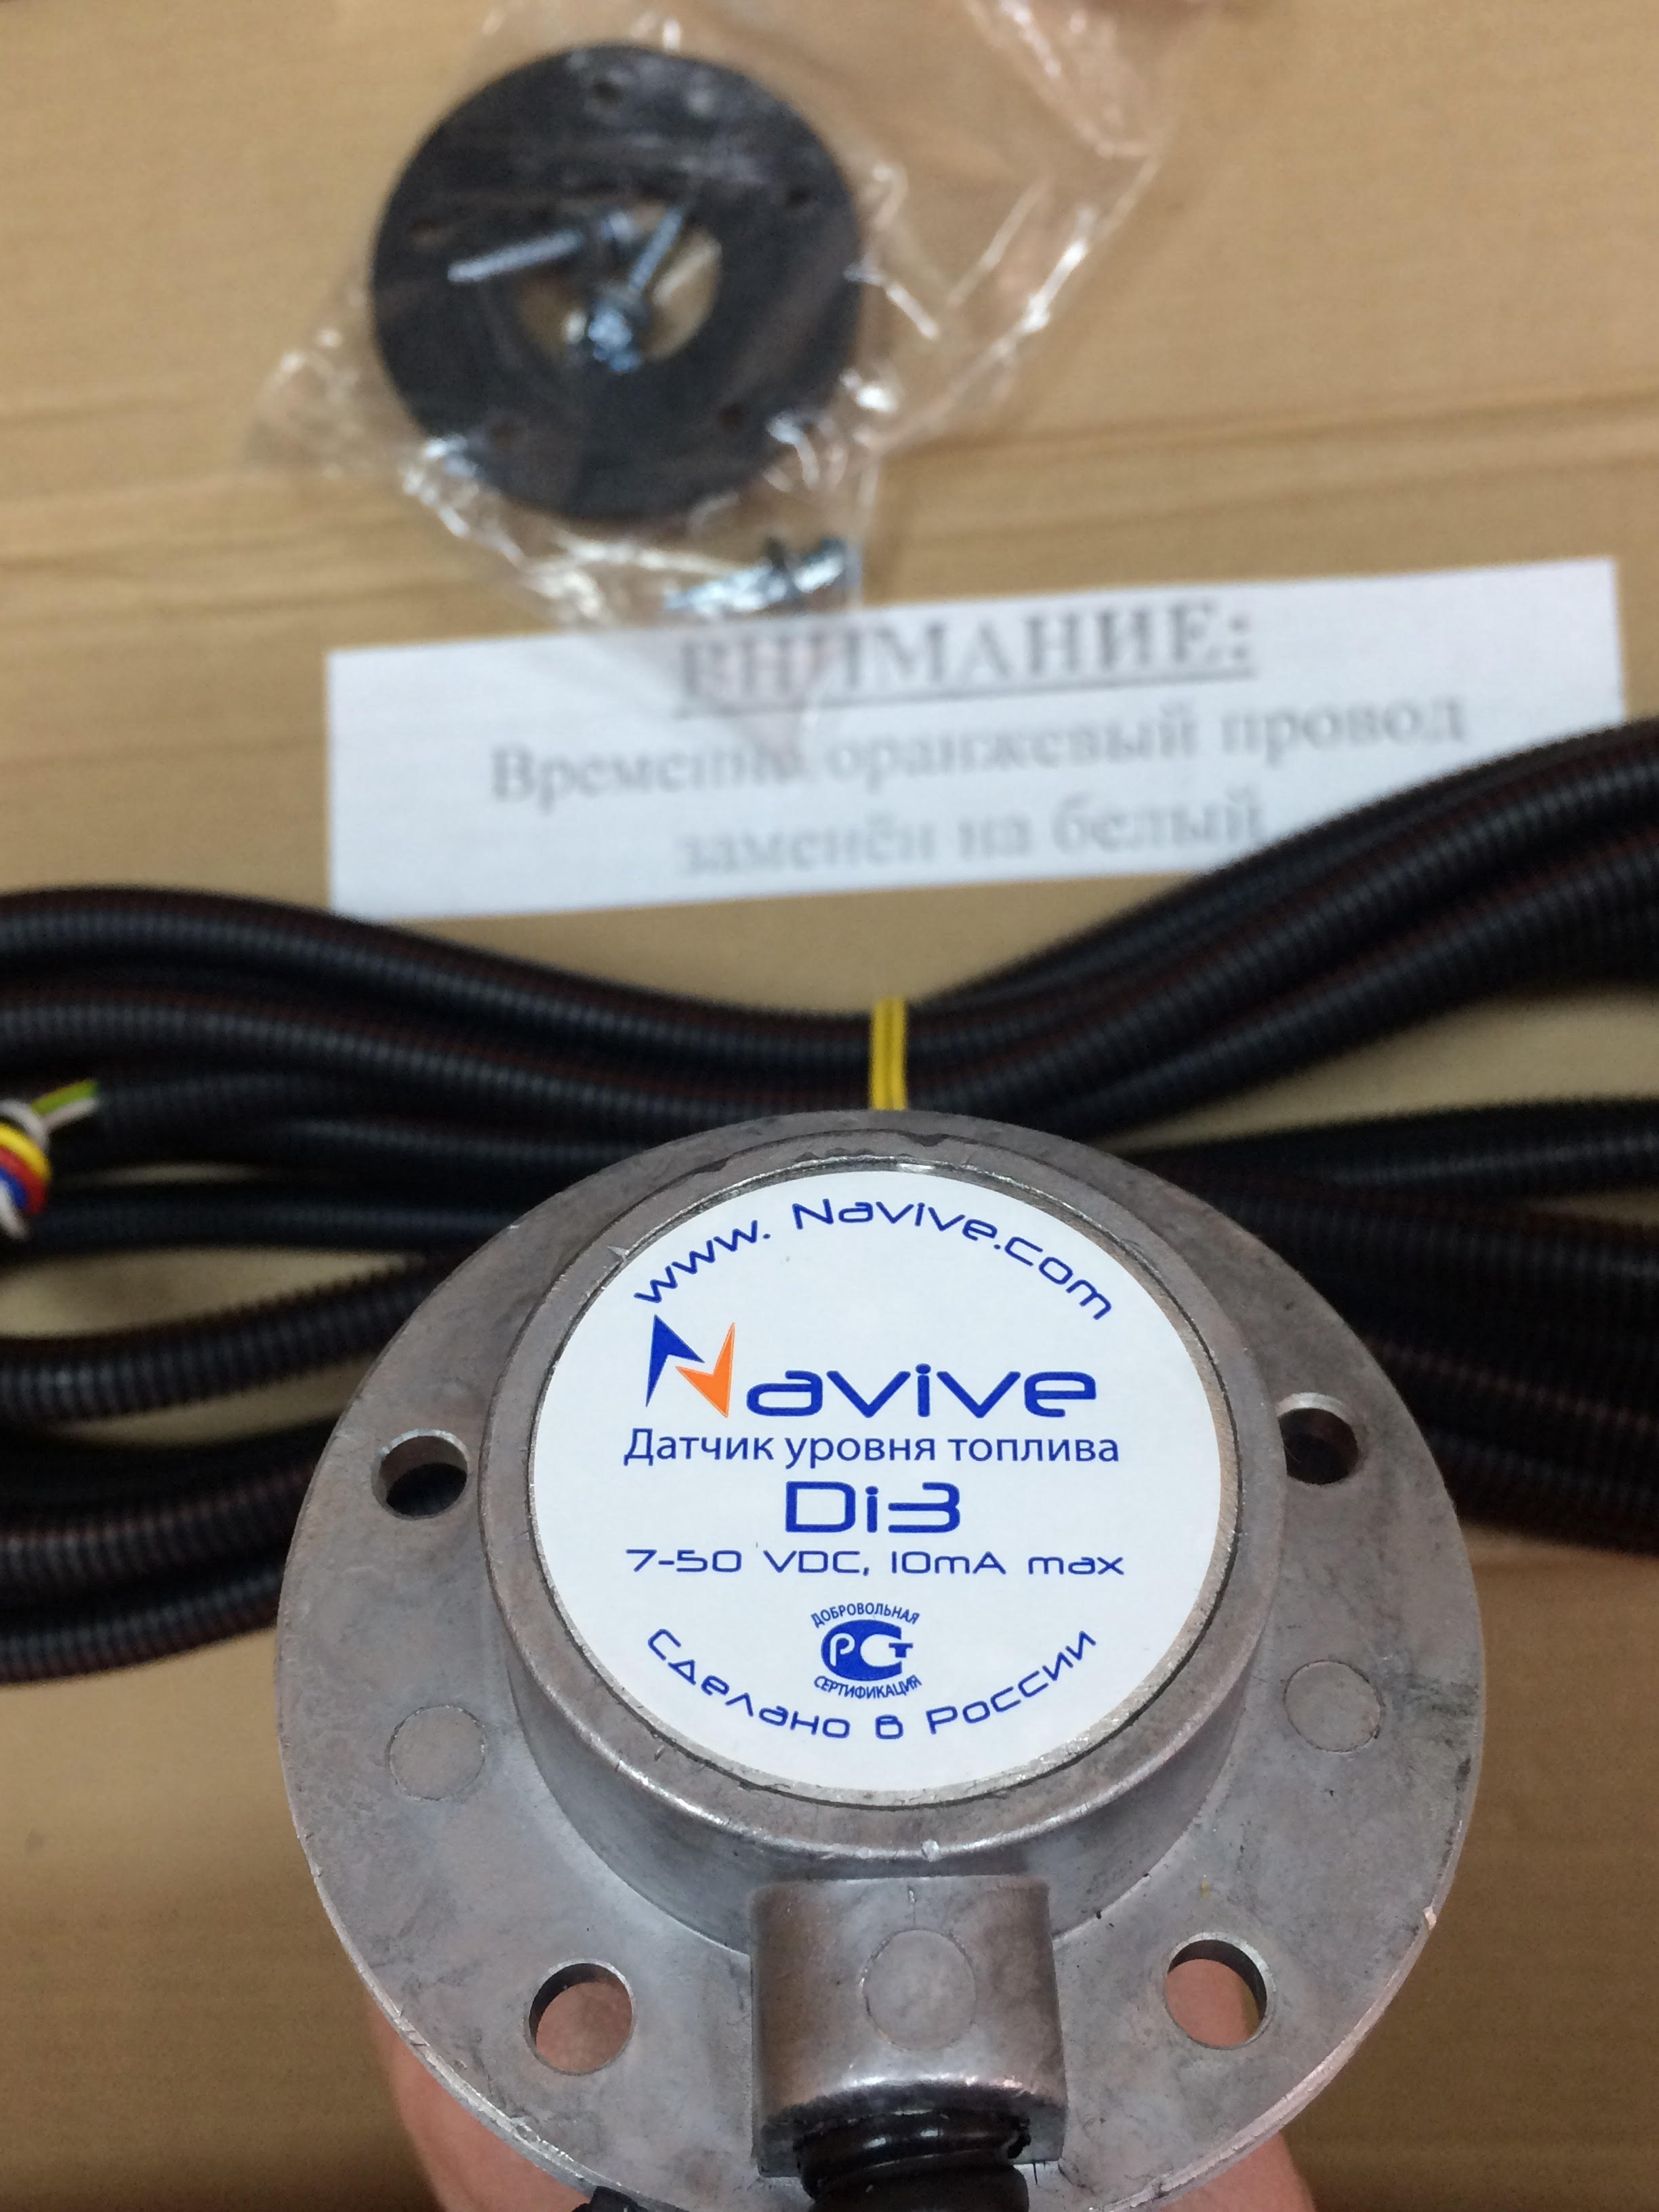 ВНИМАНИЕ:
Временно оранжевый провод
заменён на белый
www. Navive.com
Navive
Датчик уровня топлива
Di3
7-50 VDC, 10mA max
ДОБРОВОЛЬНАЯ
РСТ
СЕРТИФИКАЦИЯ
Сделано в России